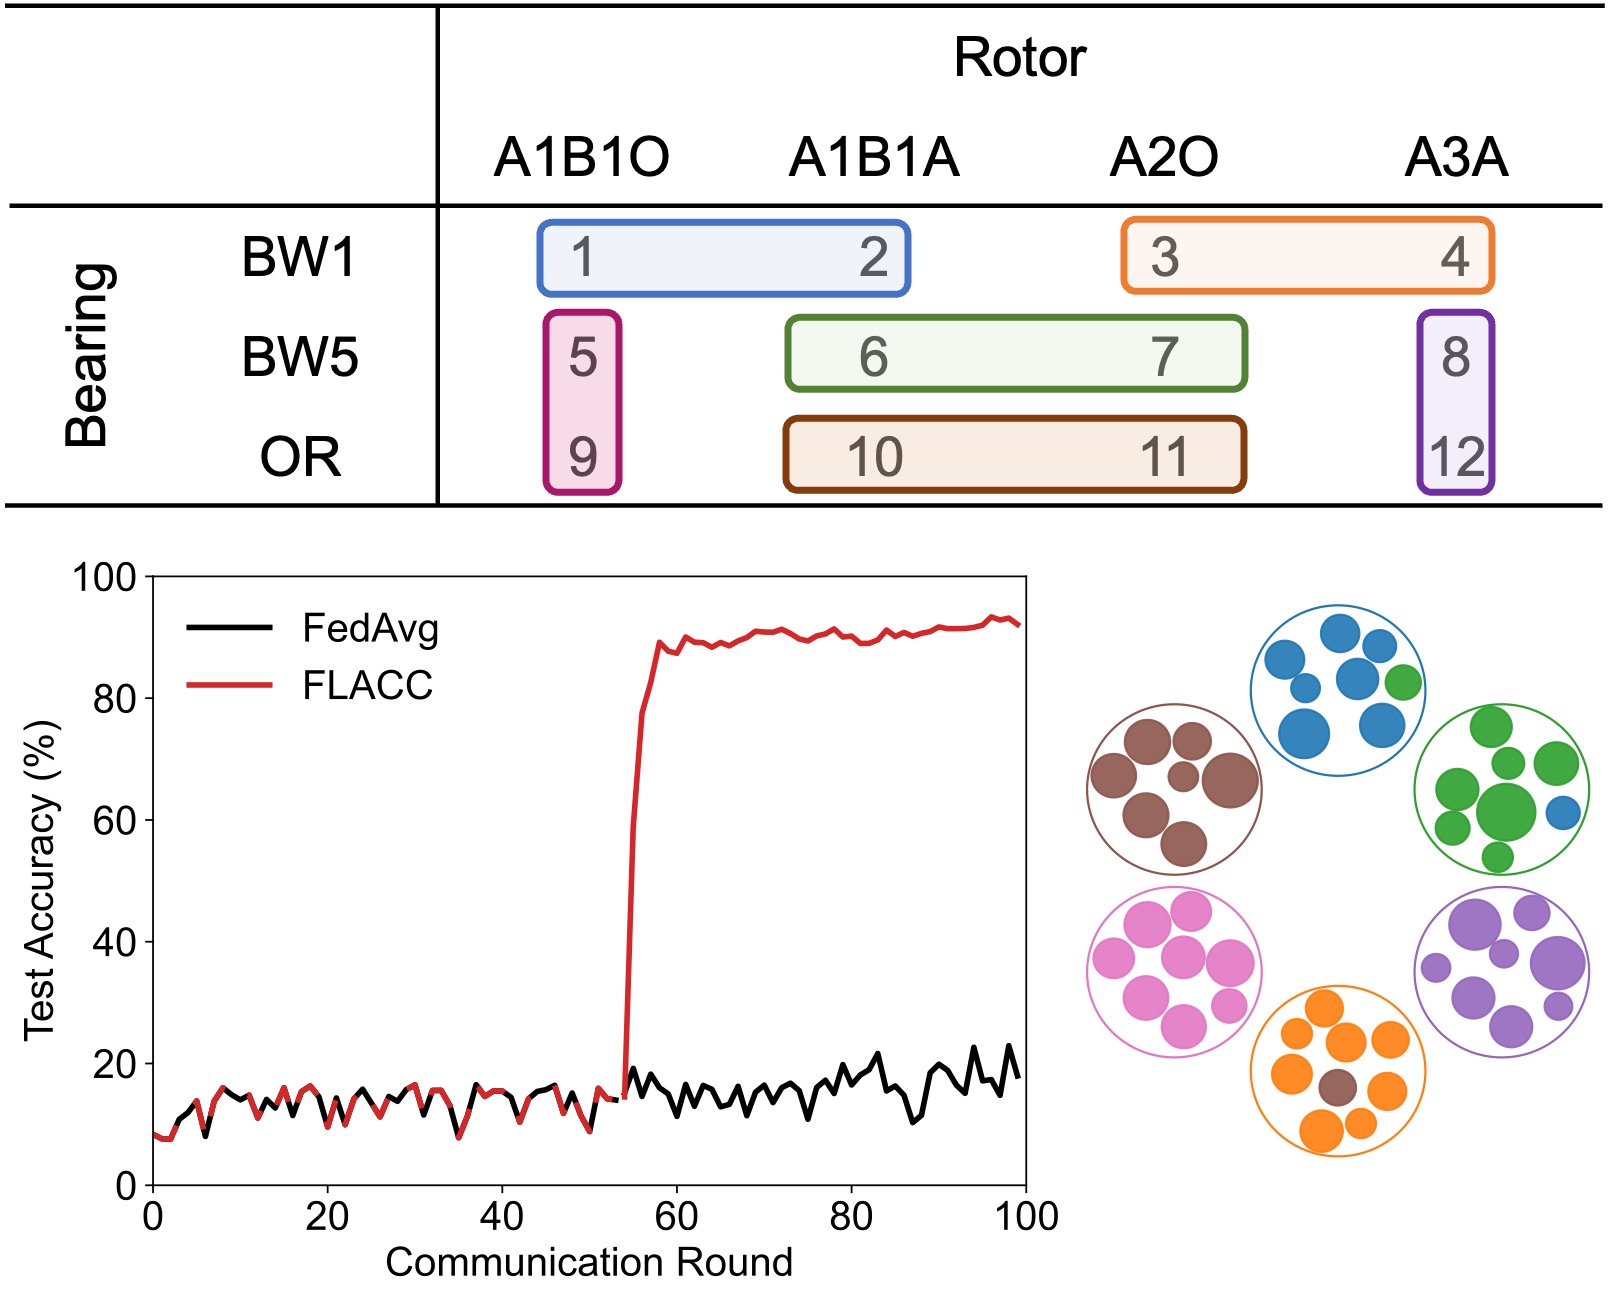 Rotor
A1B1O A1B1A A2O A3A
Bearing
BW1 1 2 3 4
BW5 5 6 7 8
OR 9 10 11 12
100
80
60
40
20
0
Test Accuracy (%)
FedAvg
FLACC
0 20 40 60 80 100
Communication Round